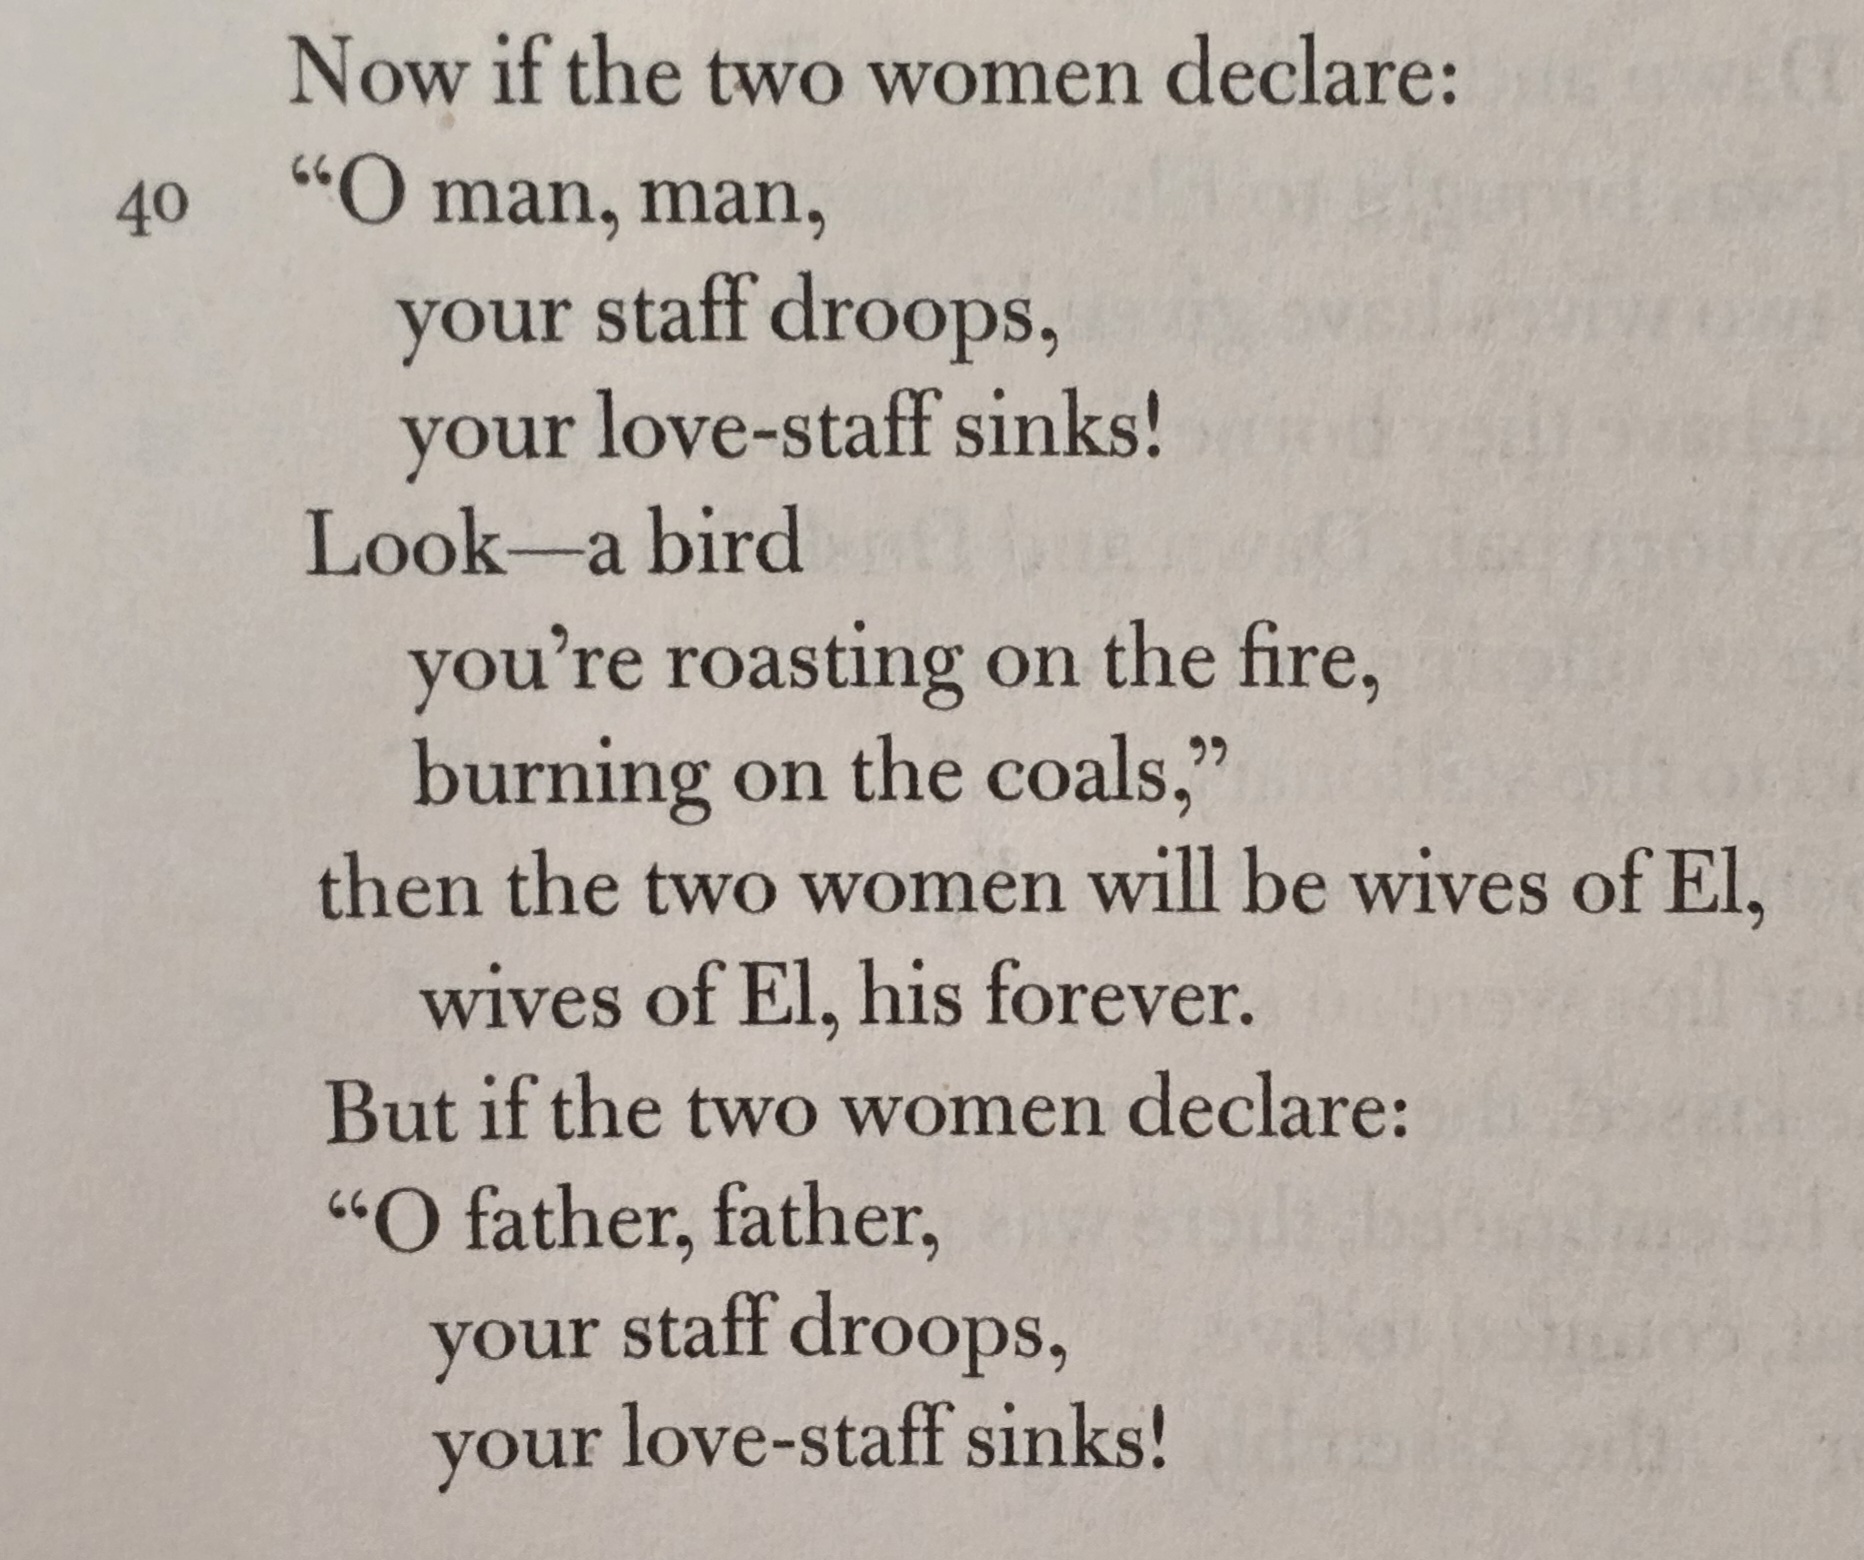 Now if the two women declare:
40 “O man, man,
your staff droops,
your love-staff sinks!
Look—a bird
you’re roasting on the fire,
burning on the coals,”
then the two women will be wives of El,
wives of El, his forever.
But if the two women declare:
“O father, father,
your staff droops,
your love-staff sinks!